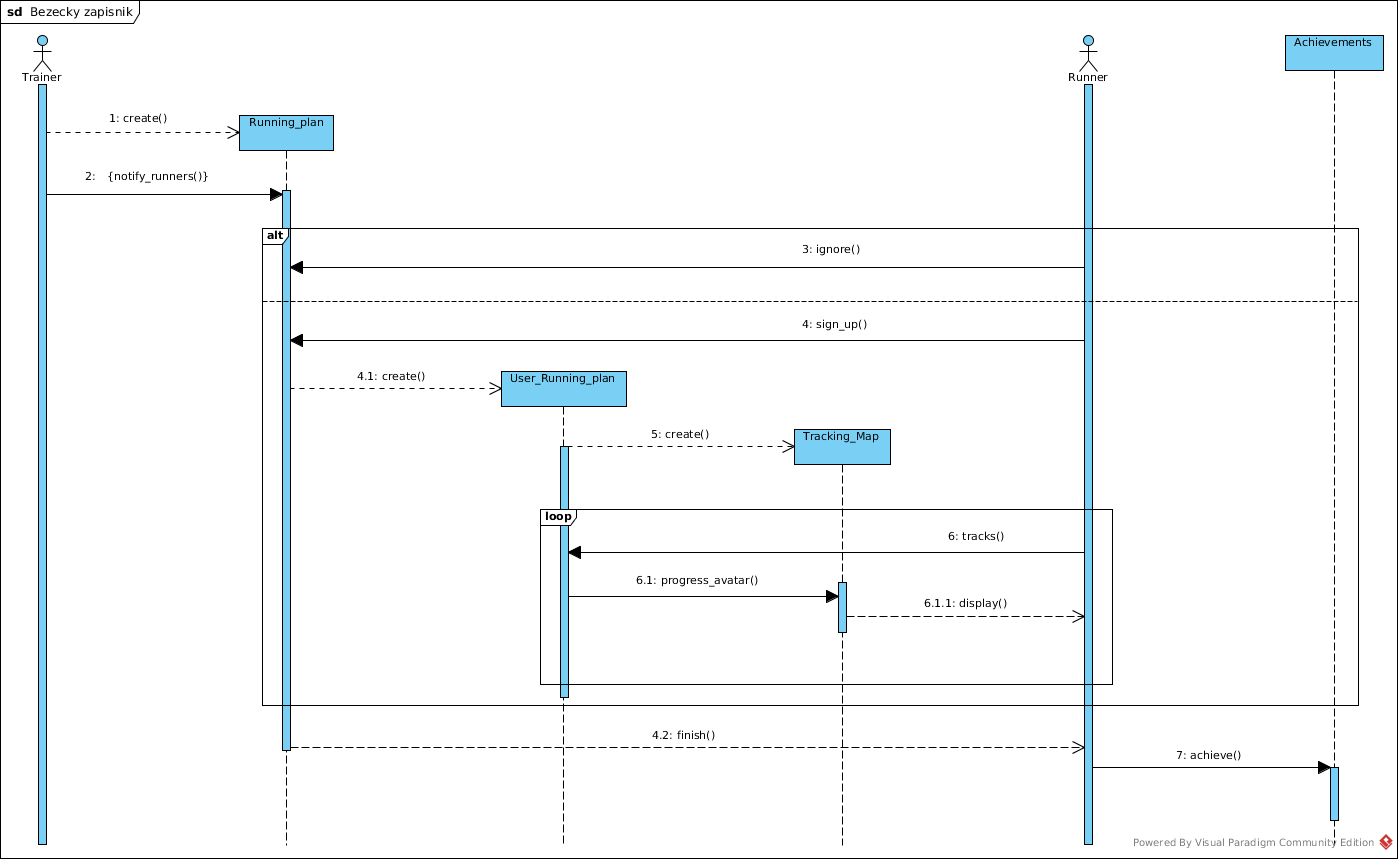 sd Bezecky zapisnik
Trainer
Runner
Achievements
1: create()
Running_plan
2: {notify_runners()}
alt
3: ignore()
4: sign_up()
4.1: create()
User_Running_plan
5: create()
Tracking_Map
loop
6: tracks()
6.1: progress_avatar()
6.1.1: display()
4.2: finish()
7: achieve()
Powered By Visual Paradigm Community Edition